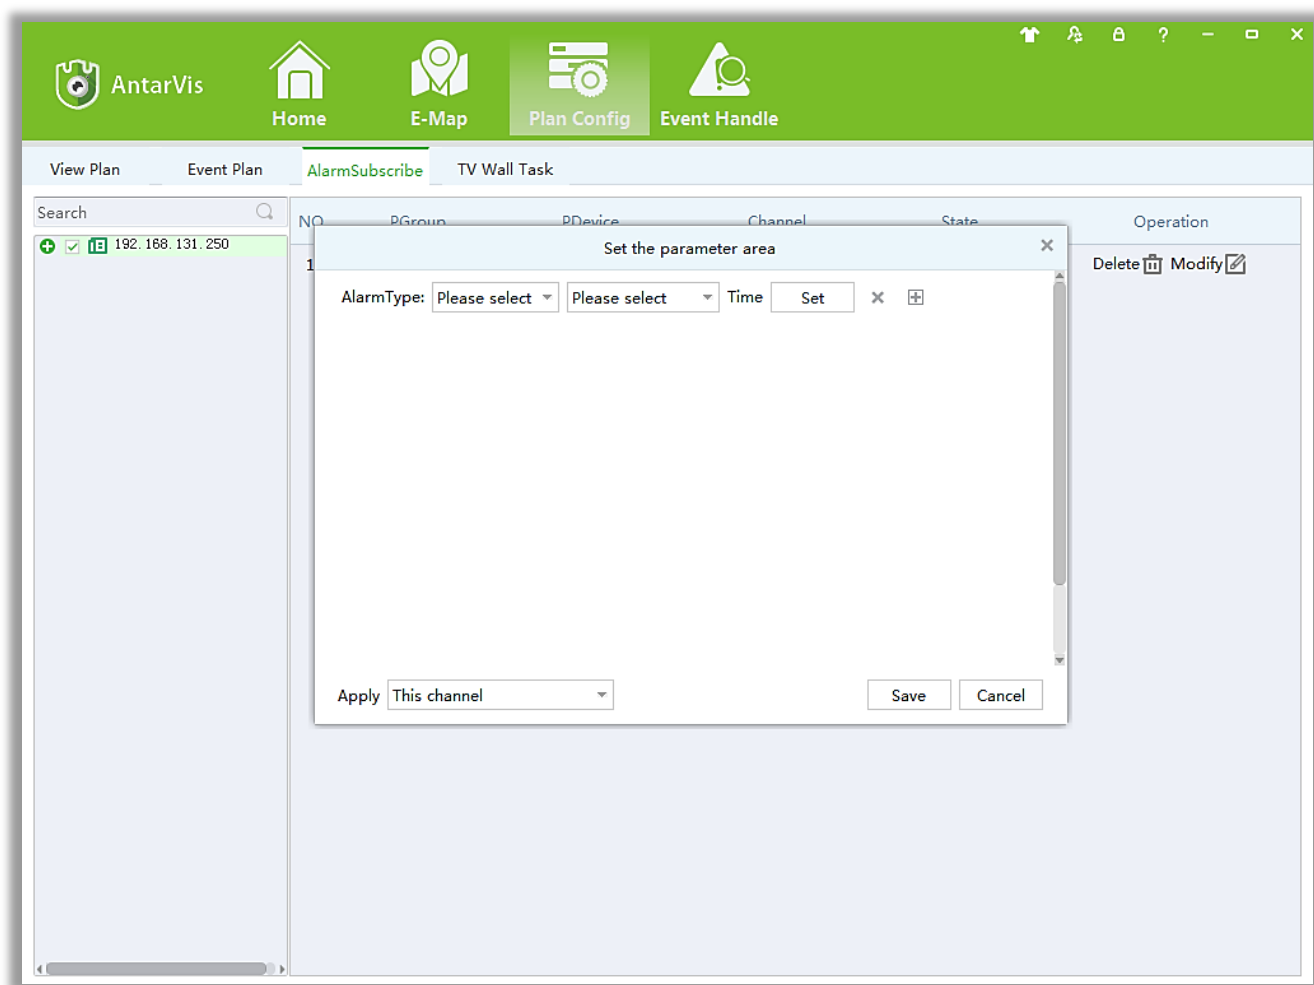 AntarVis
Home
E-Map
Plan Config
Event Handle
View Plan
Event Plan
AlarmSubscribe
TV Wall Task
Search
NO
PGroup
PDevice
Channel
State
Operation
192.168.131.250
Set the parameter area
1
Delete
Modify
AlarmType:
Please select
Please select
Time
Set
Apply
This channel
Save
Cancel